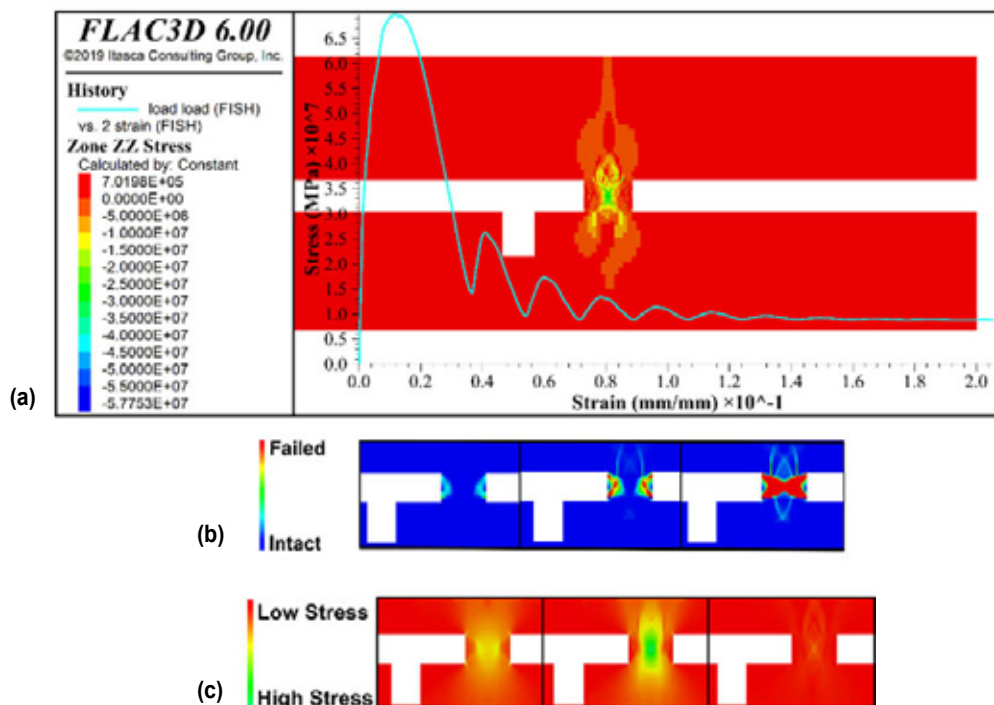 FLAC3D 6.00
©2019 Itasca Consulting Group, Inc.
History
load load (FISH)
vs. 2 strain (FISH)
Zone ZZ Stress
Calculated by: Constant
7.0198E+05
0.0000E+00
-5.0000E+06
-1.0000E+07
-1.5000E+07
-2.0000E+07
-2.5000E+07
-3.0000E+07
-3.5000E+07
-4.0000E+07
-4.5000E+07
-5.0000E+07
-5.5000E+07
-5.7753E+07
Stress (MPa) ×10^7
6.5
6.0
5.5
5.0
4.5
4.0
3.5
3.0
2.5
2.0
1.5
1.0
0.5
0.0
0.0 0.2 0.4 0.6 0.8 1.0 1.2 1.4 1.6 1.8 2.0
Strain (mm/mm) ×10^-1
(a)
Failed
Intact
(b)
Low Stress
High Stress
(c)